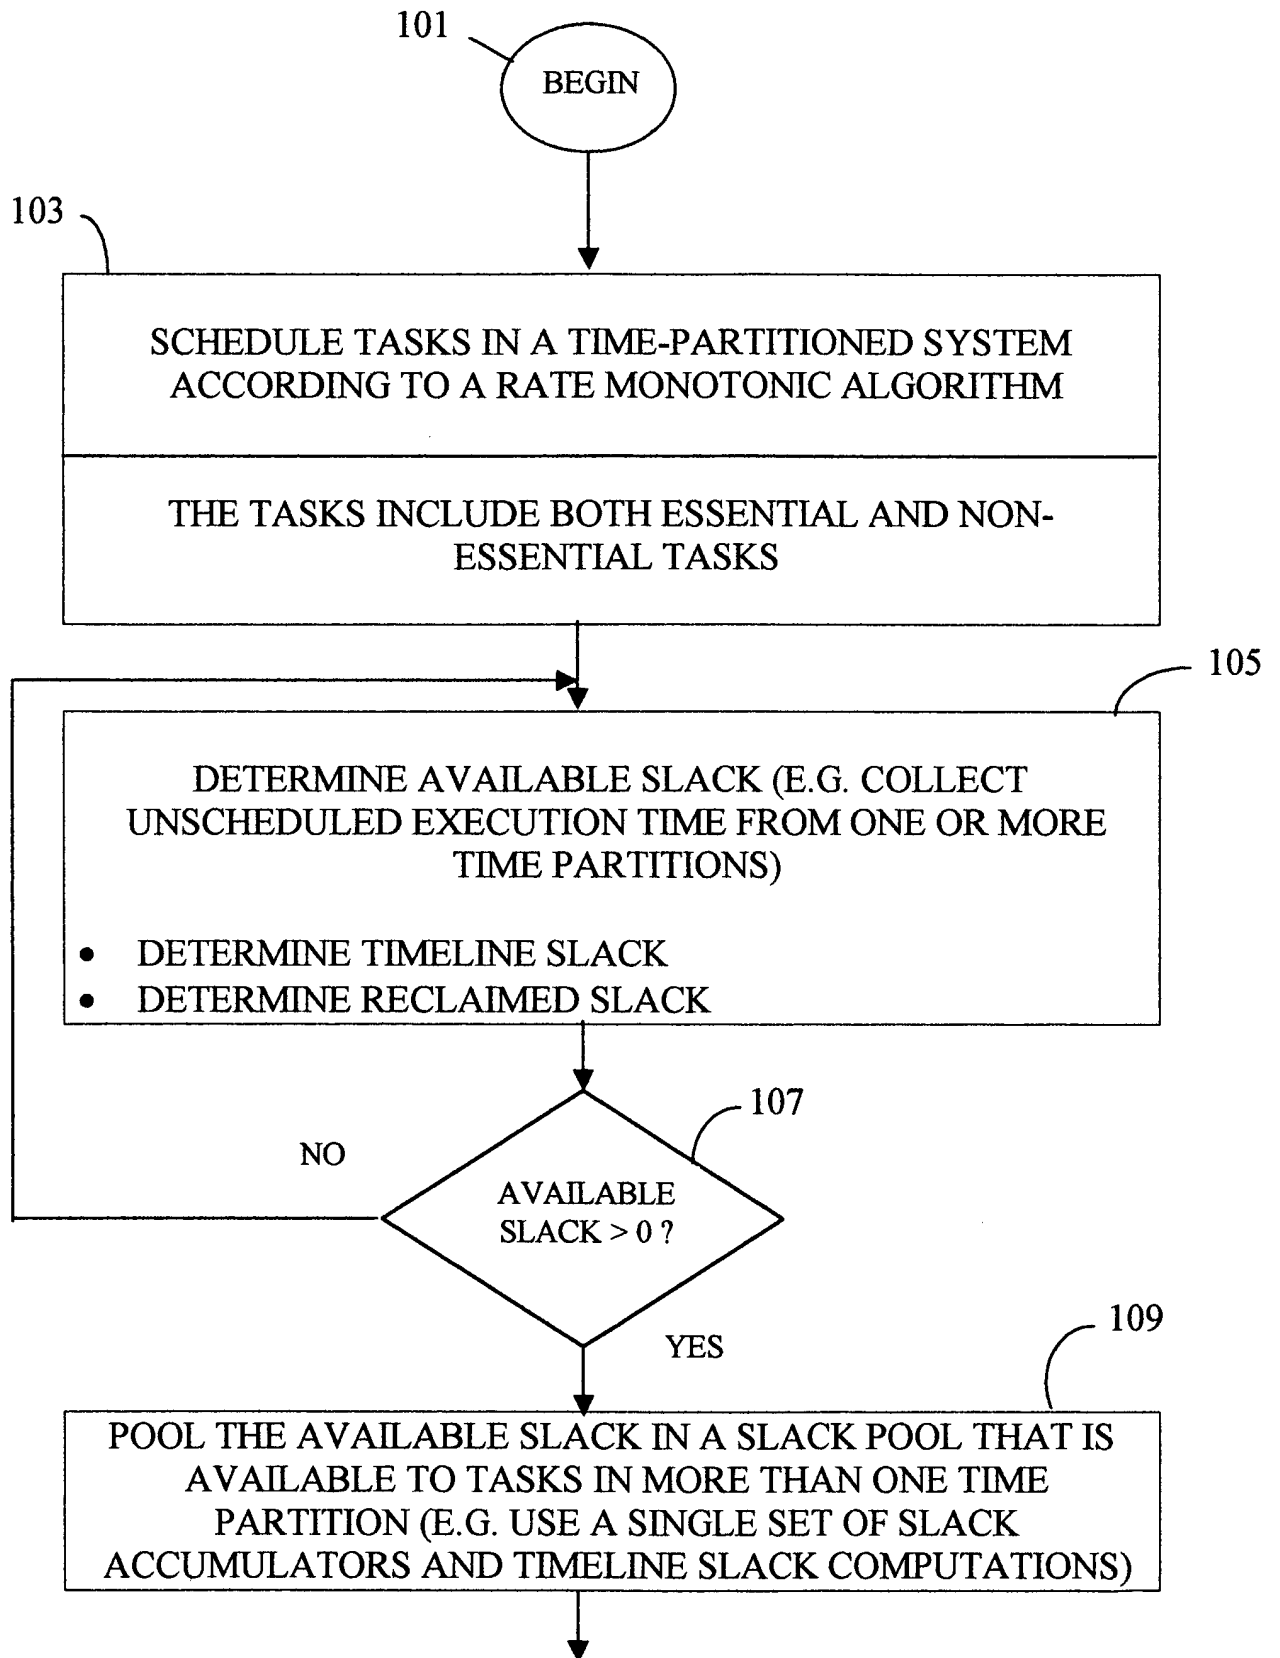 101
BEGIN
103
SCHEDULE TASKS IN A TIME-PARTITIONED SYSTEM
ACCORDING TO A RATE MONOTONIC ALGORITHM
THE TASKS INCLUDE BOTH ESSENTIAL AND NON-
ESSENTIAL TASKS
105
DETERMINE AVAILABLE SLACK (E.G. COLLECT
UNSCHEDULED EXECUTION TIME FROM ONE OR MORE
TIME PARTITIONS)
• DETERMINE TIMELINE SLACK
• DETERMINE RECLAIMED SLACK
107
NO
AVAILABLE
SLACK > 0 ?
YES
109
POOL THE AVAILABLE SLACK IN A SLACK POOL THAT IS
AVAILABLE TO TASKS IN MORE THAN ONE TIME
PARTITION (E.G. USE A SINGLE SET OF SLACK
ACCUMULATORS AND TIMELINE SLACK COMPUTATIONS)